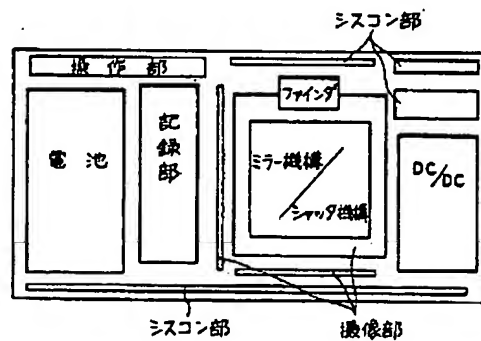 シスコン部
操作部
ファインダ
電池
記録部
ミラー機構
シャッタ機構
DC/DC
シスコン部
撮像部